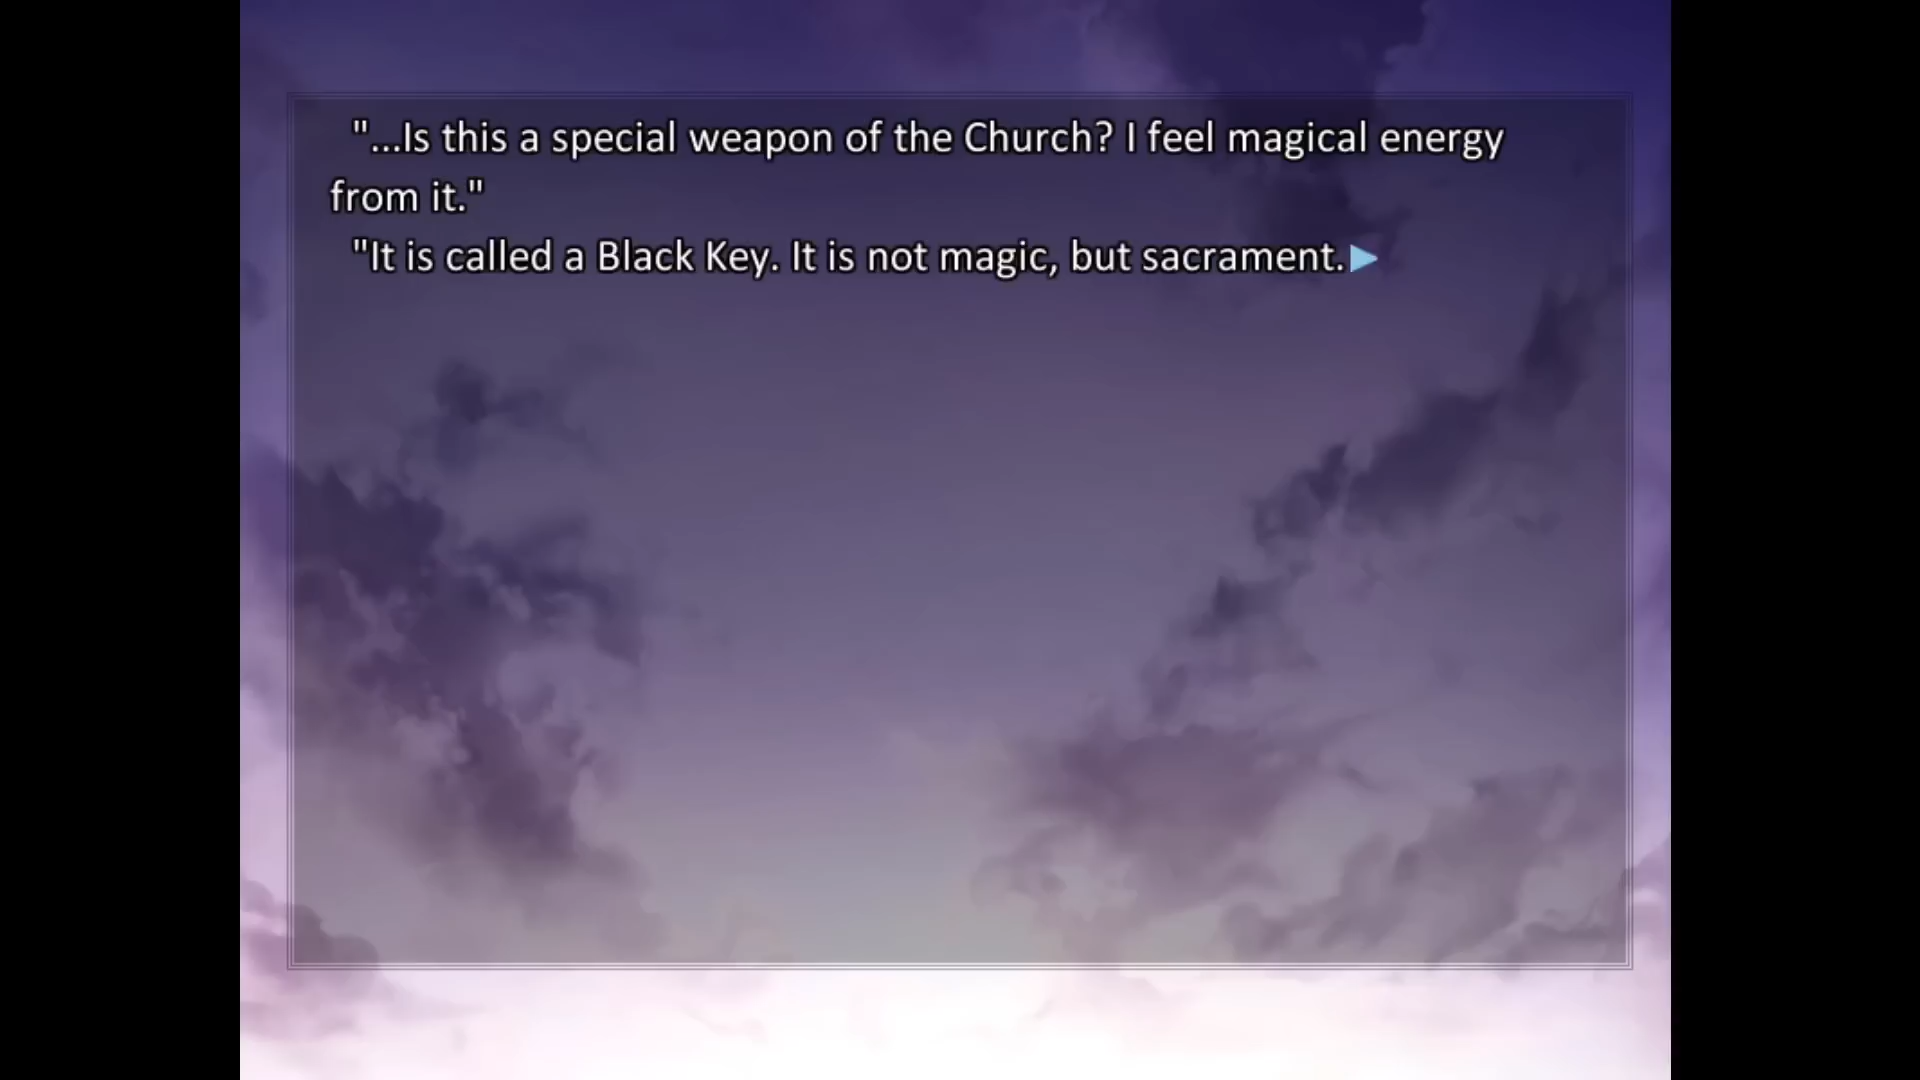 "...Is this a special weapon of the Church? I feel magical energy
from it."
"It is called a Black Key. It is not magic, but sacrament.